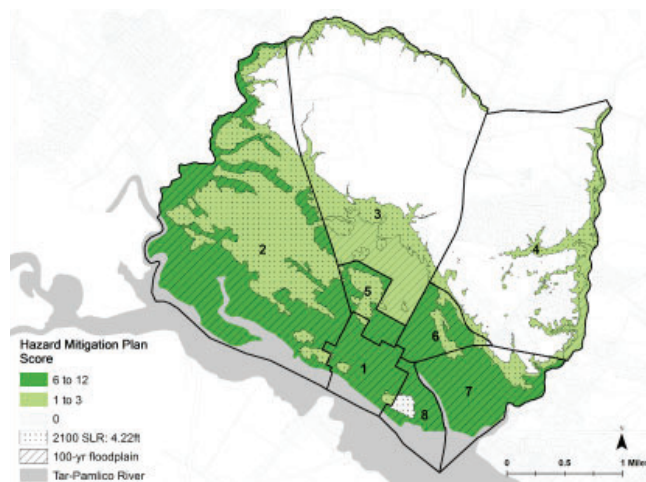 3
4
2
5
6
1
7
8
Hazard Mitigation Plan
Score
6 to 12
1 to 3
0
2100 SLR: 4.22ft
100-yr floodplain
Tar-Pamlico River
0 0.5 1 Miles